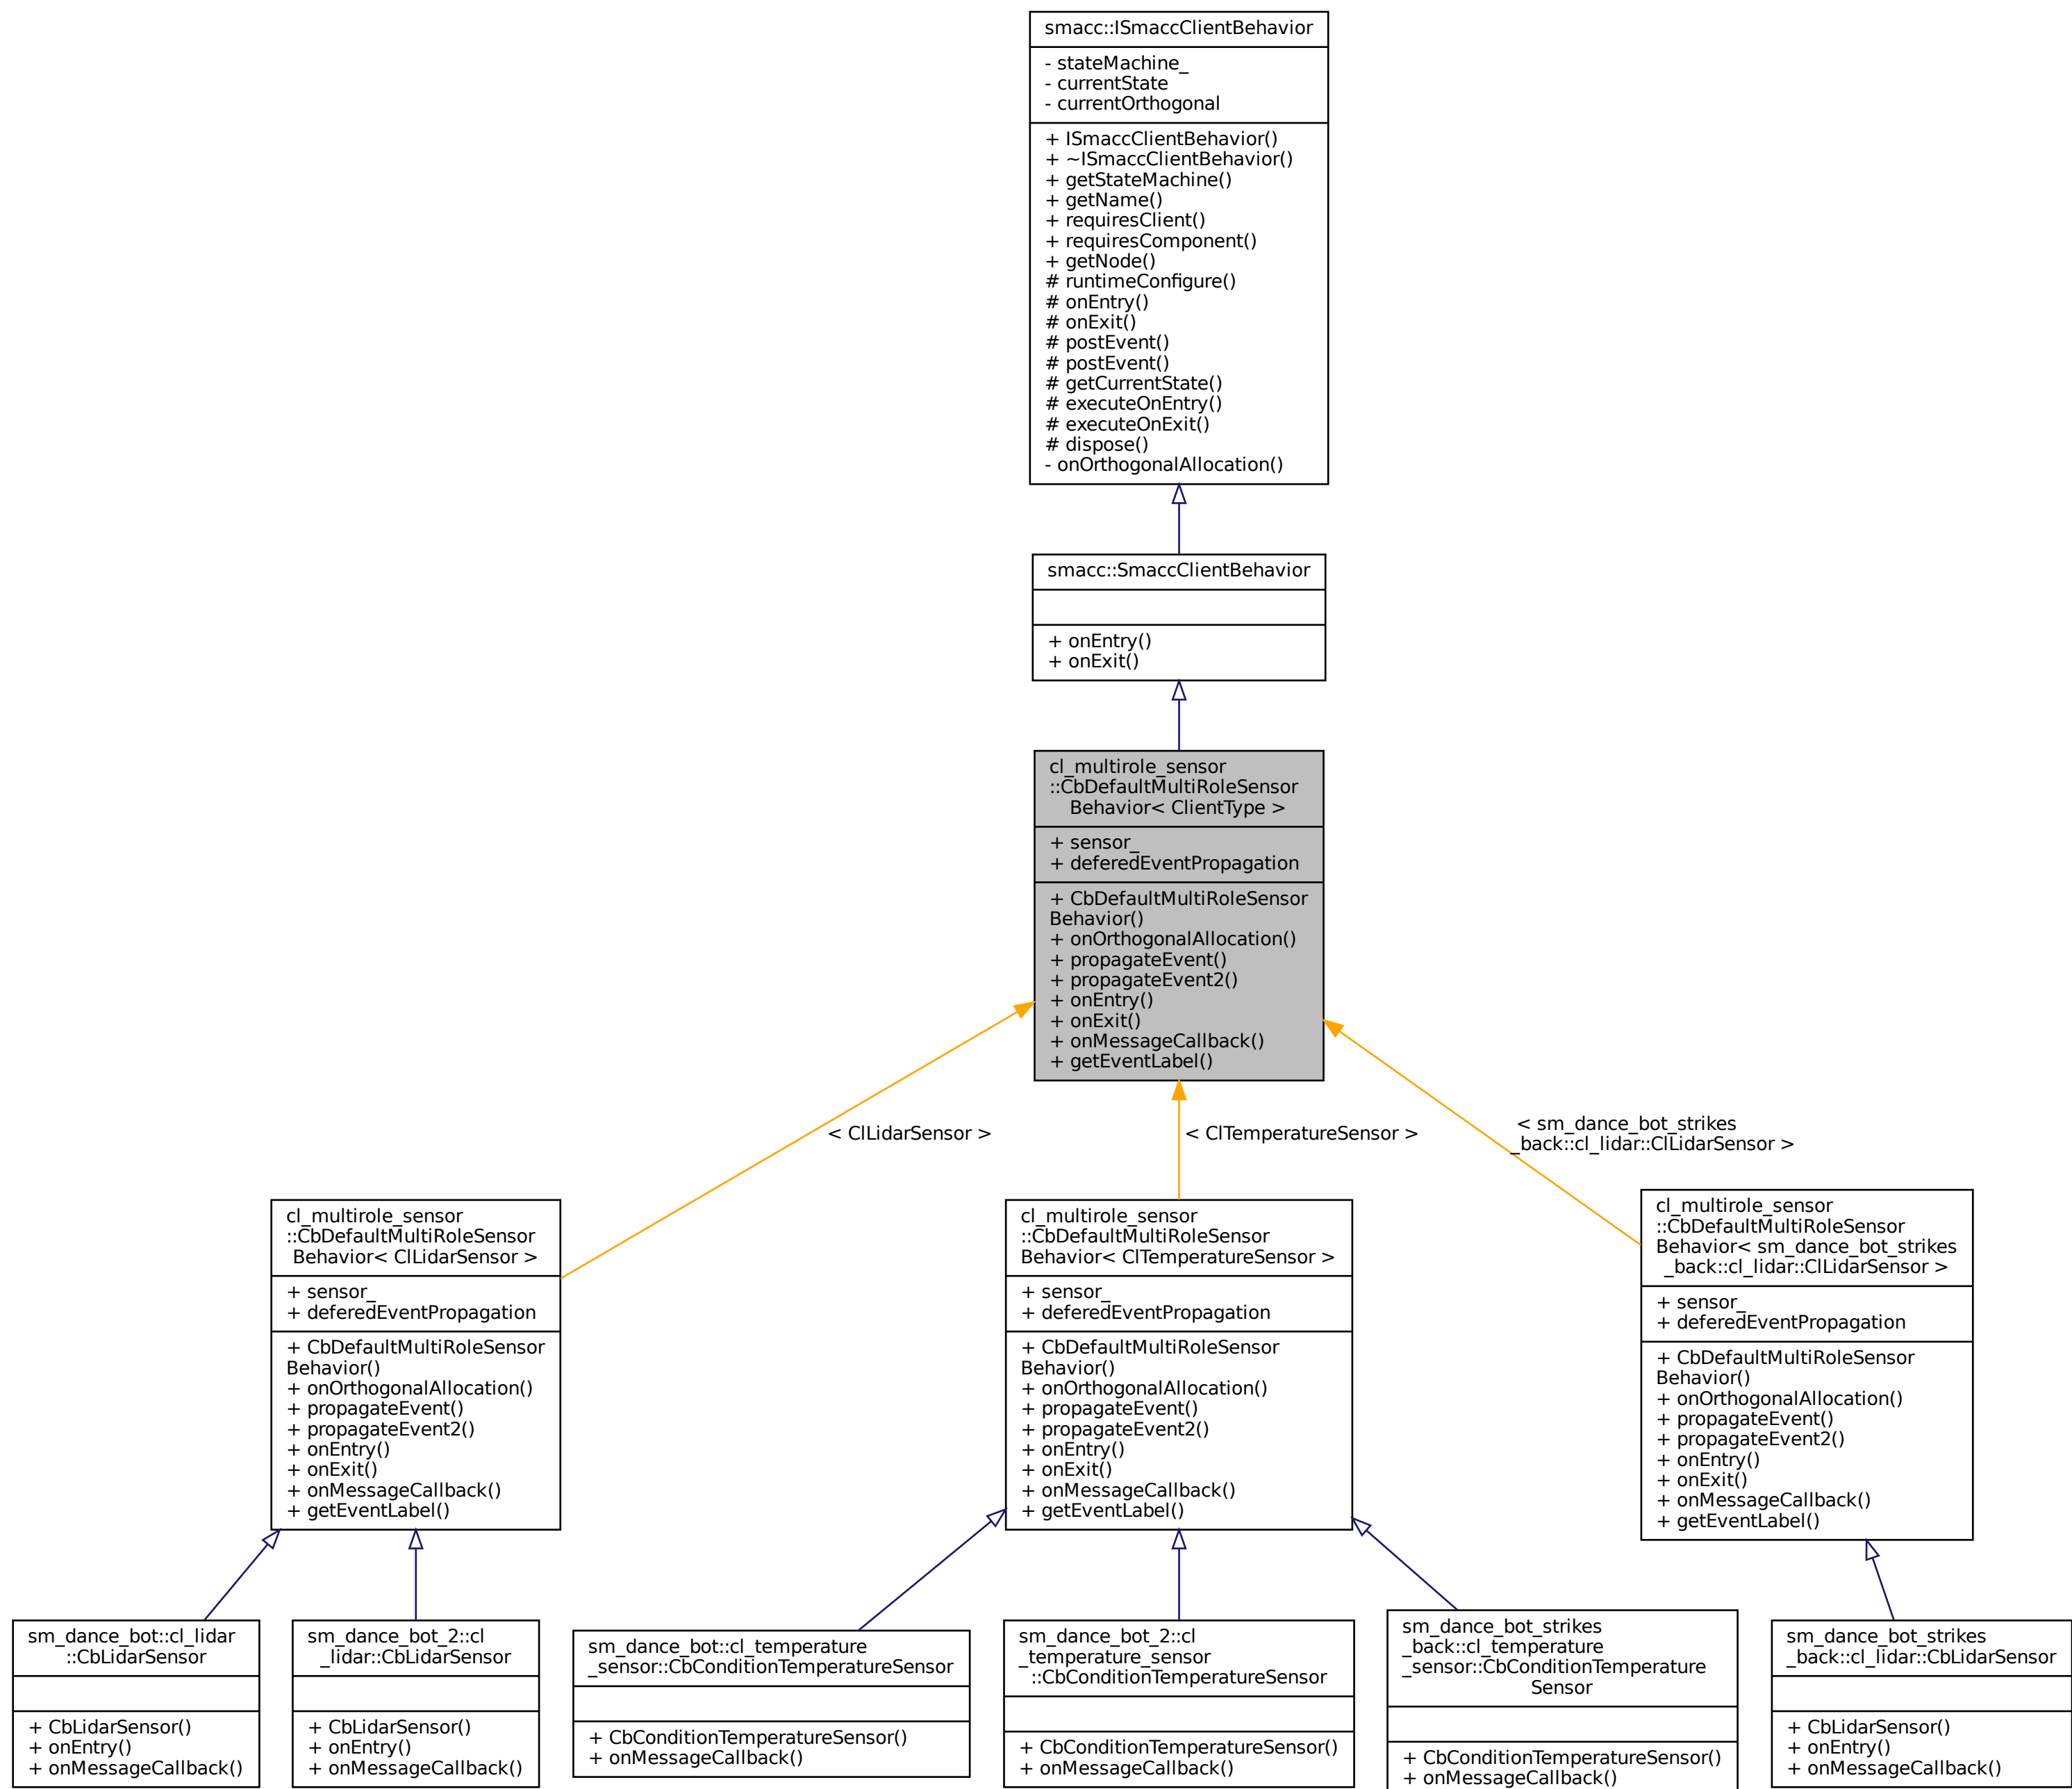 smacc::ISmaccClientBehavior
- stateMachine_
- currentState
- currentOrthogonal
+ ISmaccClientBehavior()
+ ~ISmaccClientBehavior()
+ getStateMachine()
+ getName()
+ requiresClient()
+ requiresComponent()
+ getNode()
# runtimeConfigure()
# onEntry()
# onExit()
# postEvent()
# postEvent()
# getCurrentState()
# executeOnEntry()
# executeOnExit()
# dispose()
- onOrthogonalAllocation()
smacc::SmaccClientBehavior
+ onEntry()
+ onExit()
cl_multirole_sensor
::CbDefaultMultiRoleSensor
Behavior< ClientType >
+ sensor_
+ deferedEventPropagation
+ CbDefaultMultiRoleSensor
Behavior()
+ onOrthogonalAllocation()
+ propagateEvent()
+ propagateEvent2()
+ onEntry()
+ onExit()
+ onMessageCallback()
+ getEventLabel()
< ClLidarSensor >
< ClTemperatureSensor >
< sm_dance_bot_strikes
_back::cl_lidar::ClLidarSensor >
cl_multirole_sensor
::CbDefaultMultiRoleSensor
Behavior< ClLidarSensor >
+ sensor_
+ deferedEventPropagation
+ CbDefaultMultiRoleSensor
Behavior()
+ onOrthogonalAllocation()
+ propagateEvent()
+ propagateEvent2()
+ onEntry()
+ onExit()
+ onMessageCallback()
+ getEventLabel()
cl_multirole_sensor
::CbDefaultMultiRoleSensor
Behavior< ClTemperatureSensor >
+ sensor_
+ deferedEventPropagation
+ CbDefaultMultiRoleSensor
Behavior()
+ onOrthogonalAllocation()
+ propagateEvent()
+ propagateEvent2()
+ onEntry()
+ onExit()
+ onMessageCallback()
+ getEventLabel()
cl_multirole_sensor
::CbDefaultMultiRoleSensor
Behavior< sm_dance_bot_strikes
_back::cl_lidar::ClLidarSensor >
+ sensor_
+ deferedEventPropagation
+ CbDefaultMultiRoleSensor
Behavior()
+ onOrthogonalAllocation()
+ propagateEvent()
+ propagateEvent2()
+ onEntry()
+ onExit()
+ onMessageCallback()
+ getEventLabel()
sm_dance_bot::cl_lidar
::CbLidarSensor
+ CbLidarSensor()
+ onEntry()
+ onMessageCallback()
sm_dance_bot_2::cl
_lidar::CbLidarSensor
+ CbLidarSensor()
+ onEntry()
+ onMessageCallback()
sm_dance_bot::cl_temperature
_sensor::CbConditionTemperatureSensor
+ CbConditionTemperatureSensor()
+ onMessageCallback()
sm_dance_bot_2::cl
_temperature_sensor
::CbConditionTemperatureSensor
+ CbConditionTemperatureSensor()
+ onMessageCallback()
sm_dance_bot_strikes
_back::cl_temperature
_sensor::CbConditionTemperature
Sensor
+ CbConditionTemperatureSensor()
+ onMessageCallback()
sm_dance_bot_strikes
_back::cl_lidar::CbLidarSensor
+ CbLidarSensor()
+ onEntry()
+ onMessageCallback()